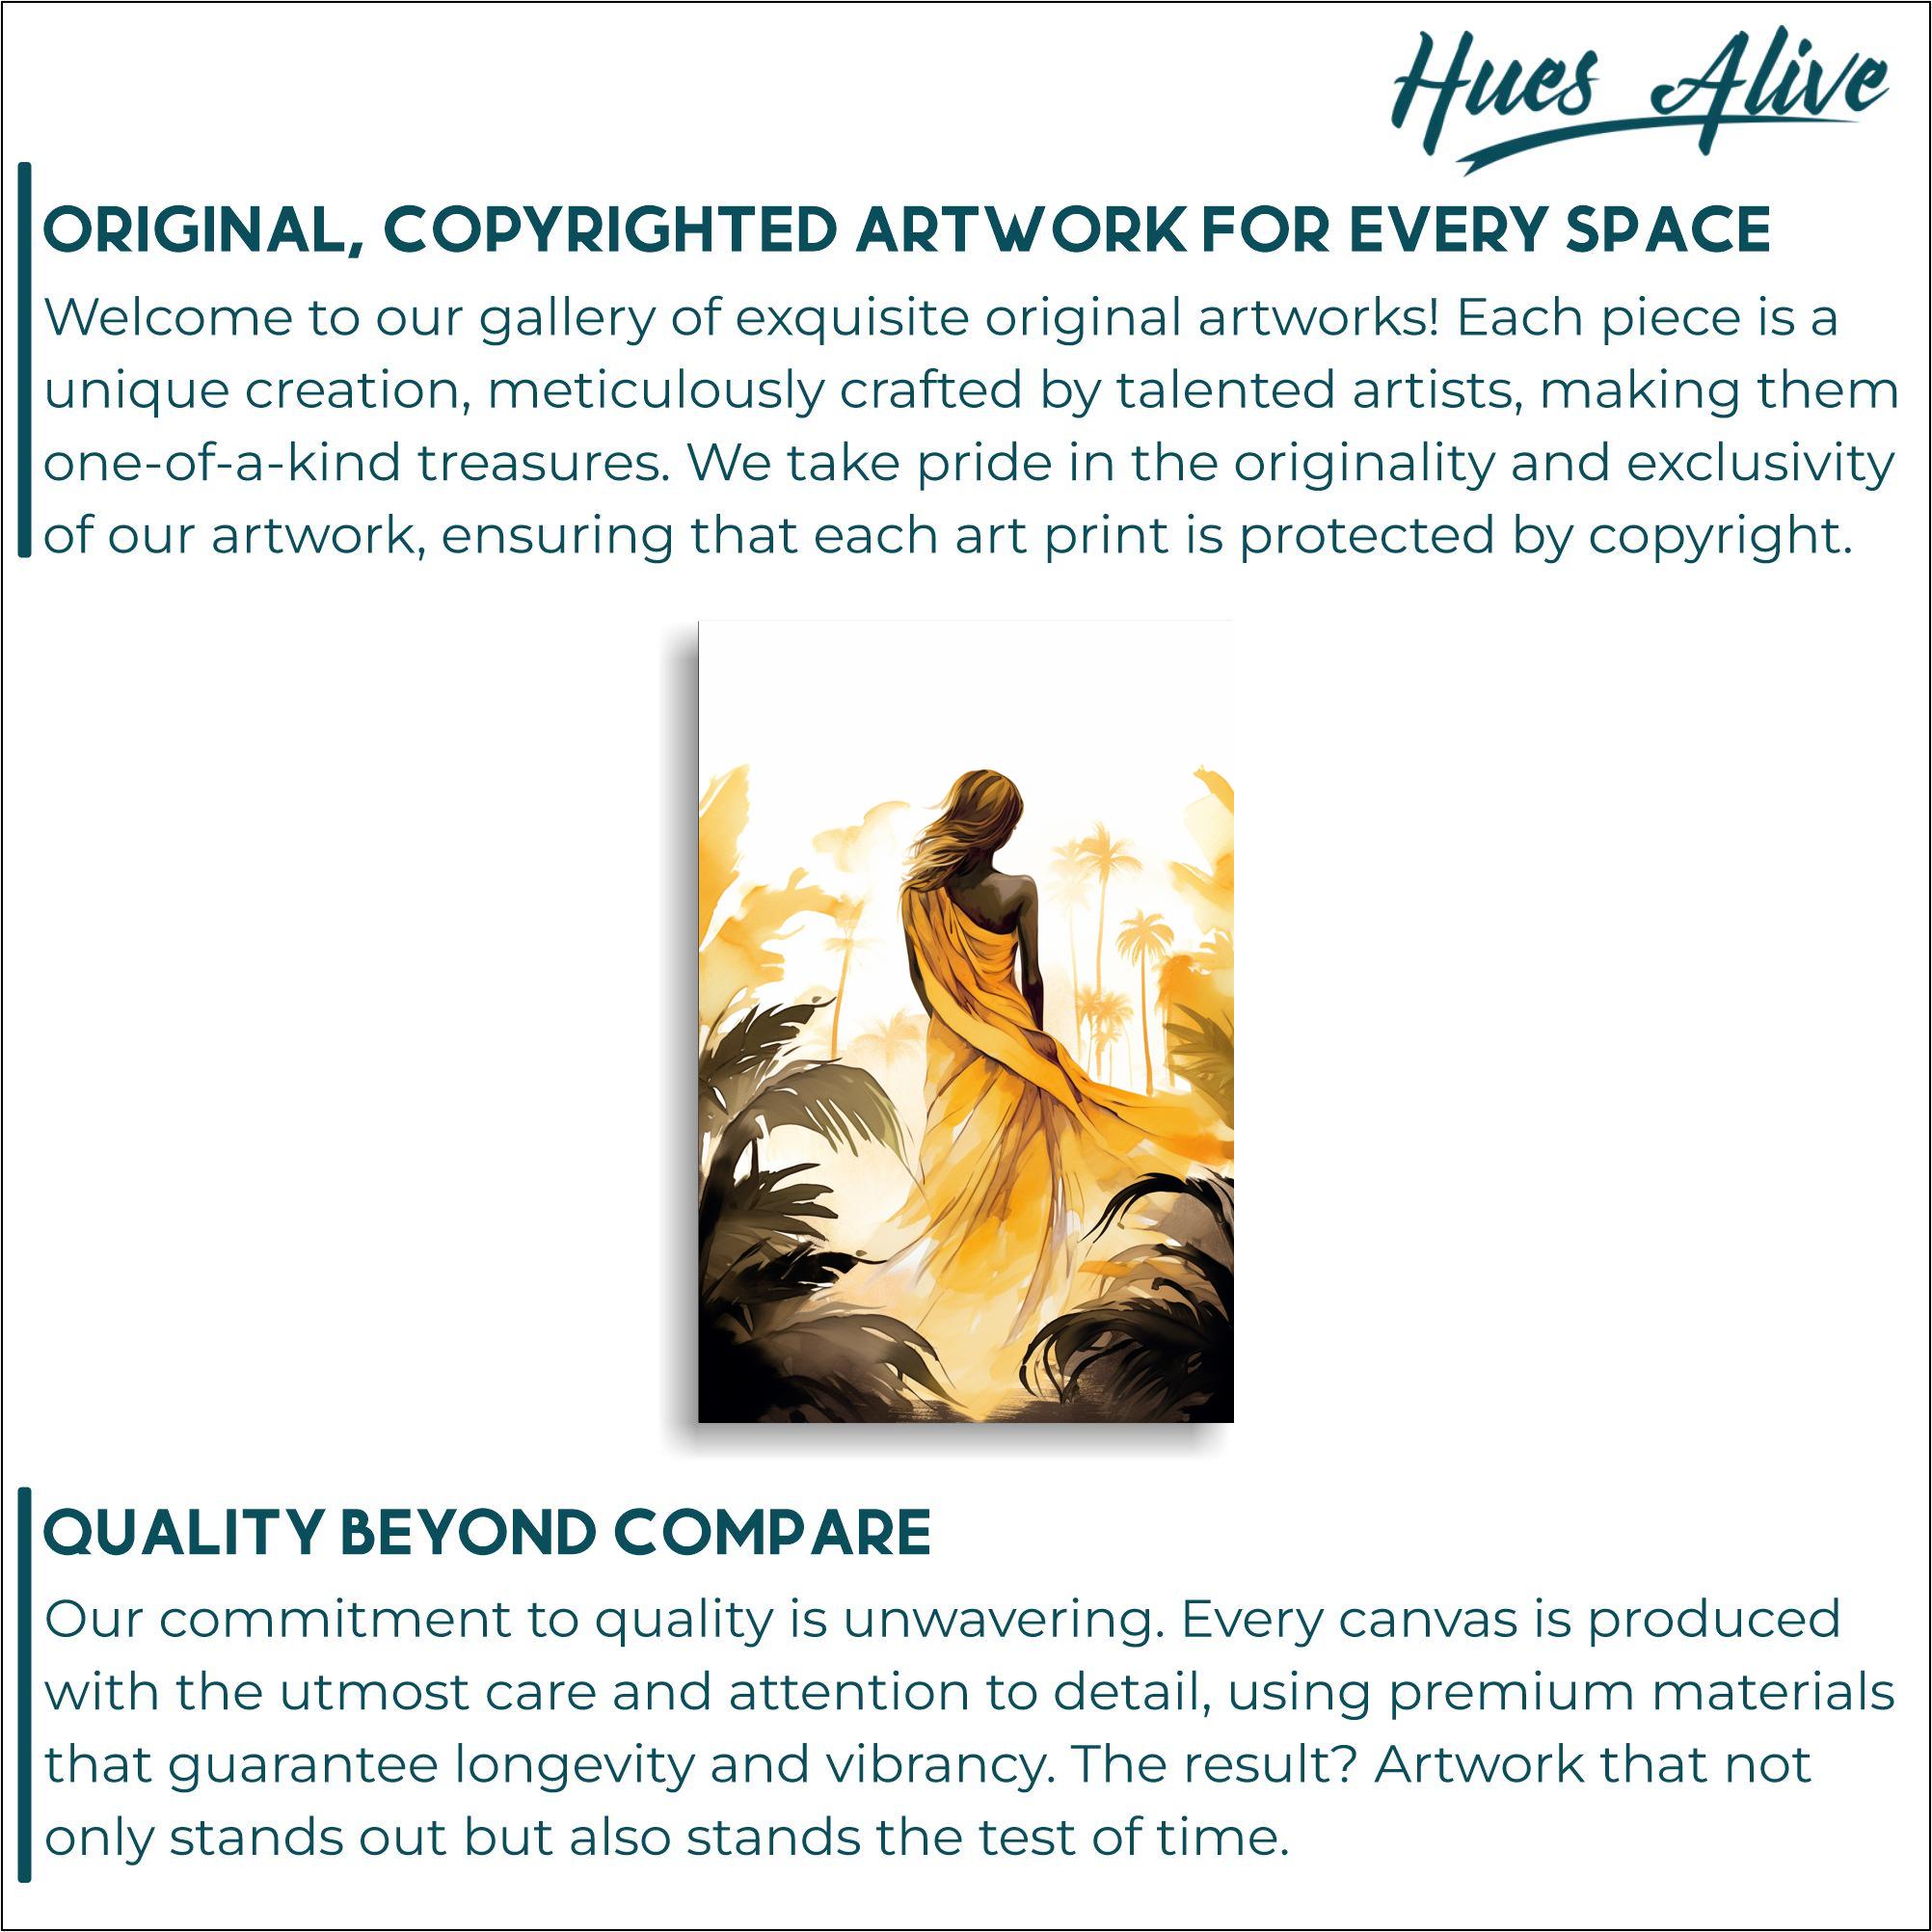 Hues Alive
ORIGINAL, COPYRIGHTED ARTWORK FOR EVERY SPACE
Welcome to our gallery of exquisite original artworks! Each piece is a
unique creation, meticulously crafted by talented artists, making them
one-of-a-kind treasures. We take pride in the originality and exclusivity
of our artwork, ensuring that each art print is protected by copyright.
QUALITY BEYOND COMPARE
Our commitment to quality is unwavering. Every canvas is produced
with the utmost care and attention to detail, using premium materials
that guarantee longevity and vibrancy. The result? Artwork that not
only stands out but also stands the test of time.